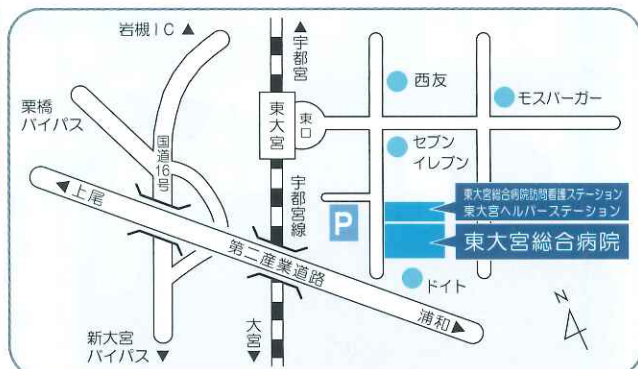 岩槻IC▲
▲宇都宮
栗橋
バイパス
国道16号
東大宮
東口
西友
モスバーガー
セブン
イレブン
◀上尾
宇都宮線
P
東大宮総合病院訪問看護ステーション
東大宮ヘルパーステーション
東大宮総合病院
第二産業道路
ドイト
浦和▶
新大宮
バイパス▼
大宮▼
N